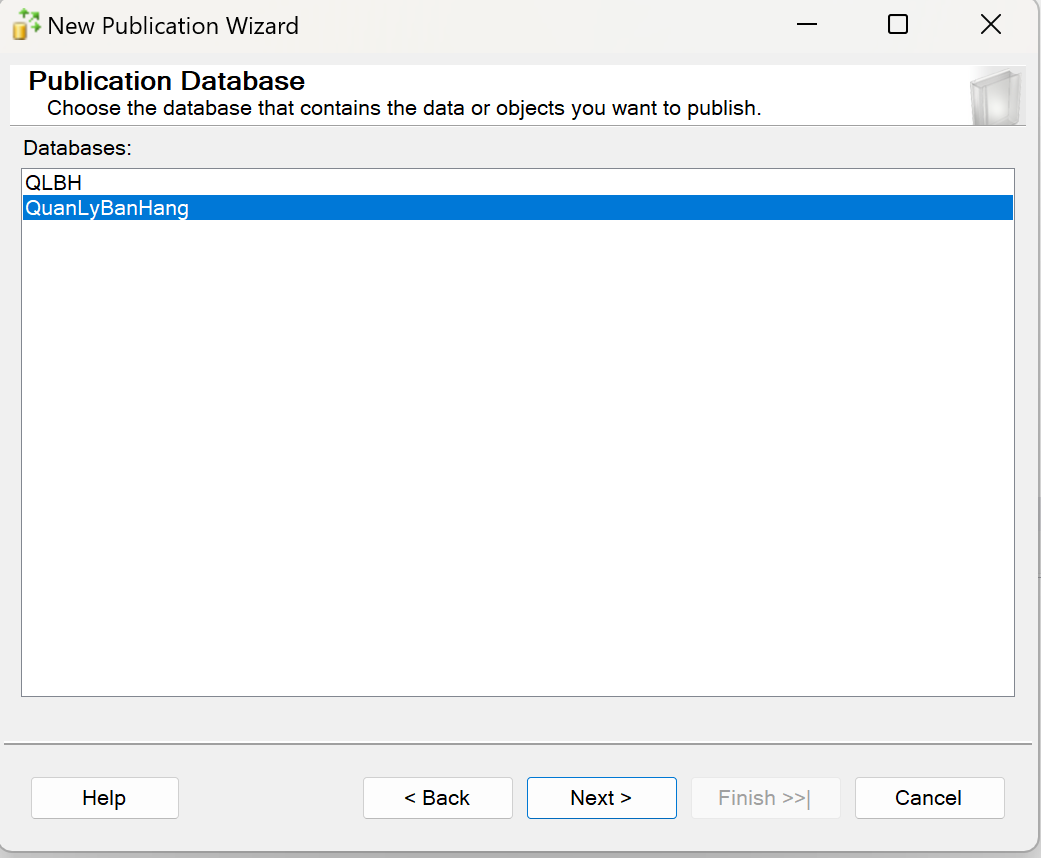 New Publication Wizard
Publication Database
Choose the database that contains the data or objects you want to publish.
Databases:
QLBH
QuanLyBanHang
Help
< Back
Next >
Finish >>|
Cancel